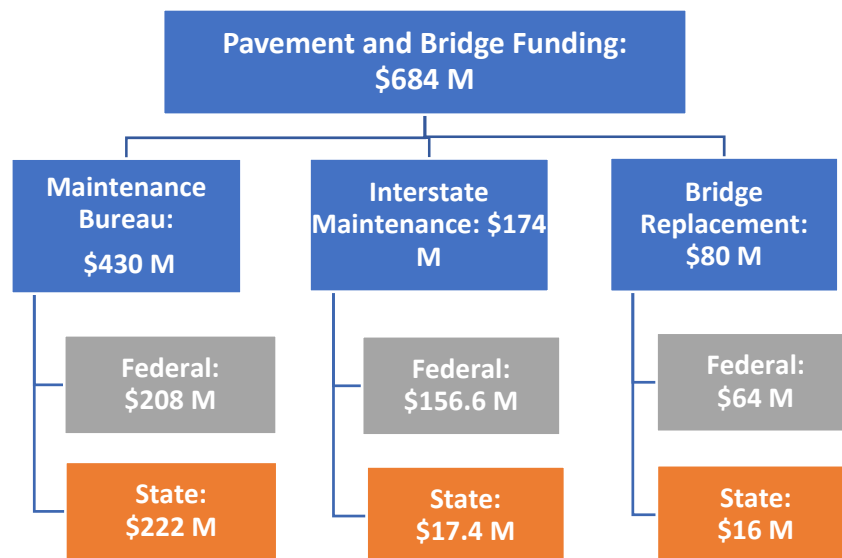 Pavement and Bridge Funding:
$684 M
Maintenance
Bureau:
$430 M
Interstate
Maintenance: $174
M
Bridge
Replacement:
$80 M
Federal:
$208 M
Federal:
$156.6 M
Federal:
$64 M
State:
$222 M
State:
$17.4 M
State:
$16 M